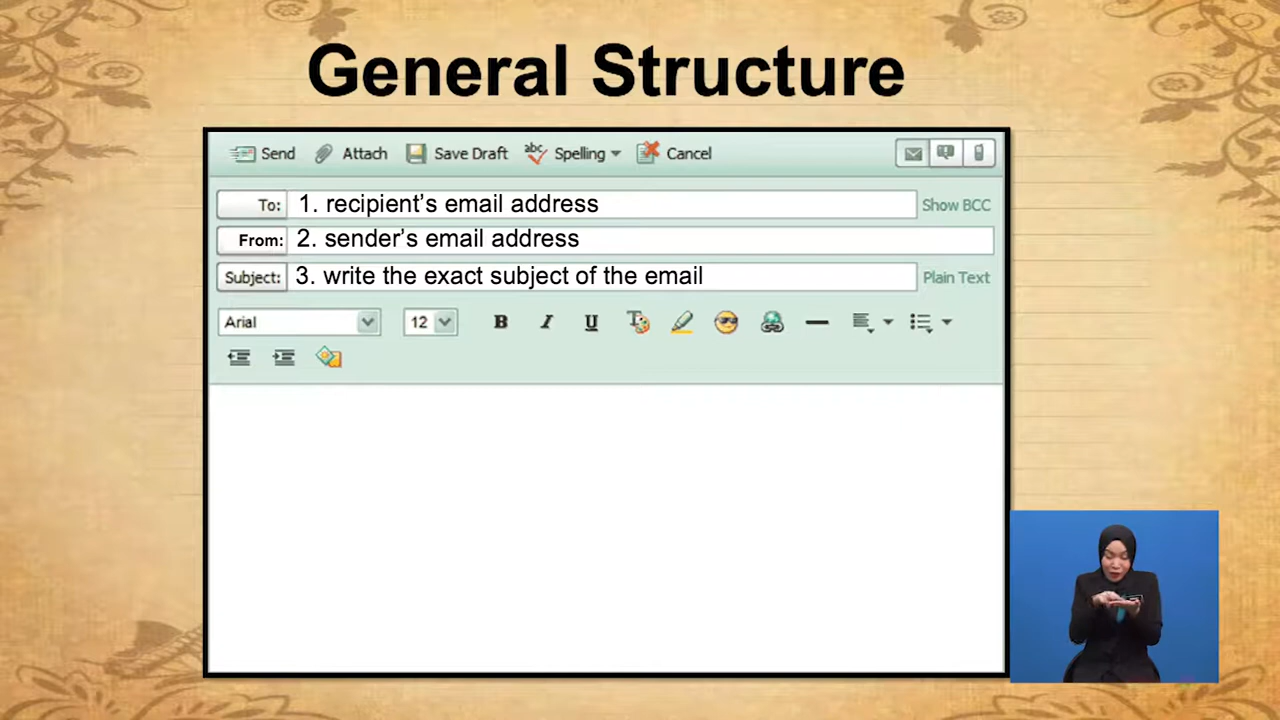 General Structure
Send Attach Save Draft abc Spelling Cancel
To: 1. recipient's email address Show BCC
From: 2. sender's email address
Subject: 3. write the exact subject of the email Plain Text
Arial 12 B I U T